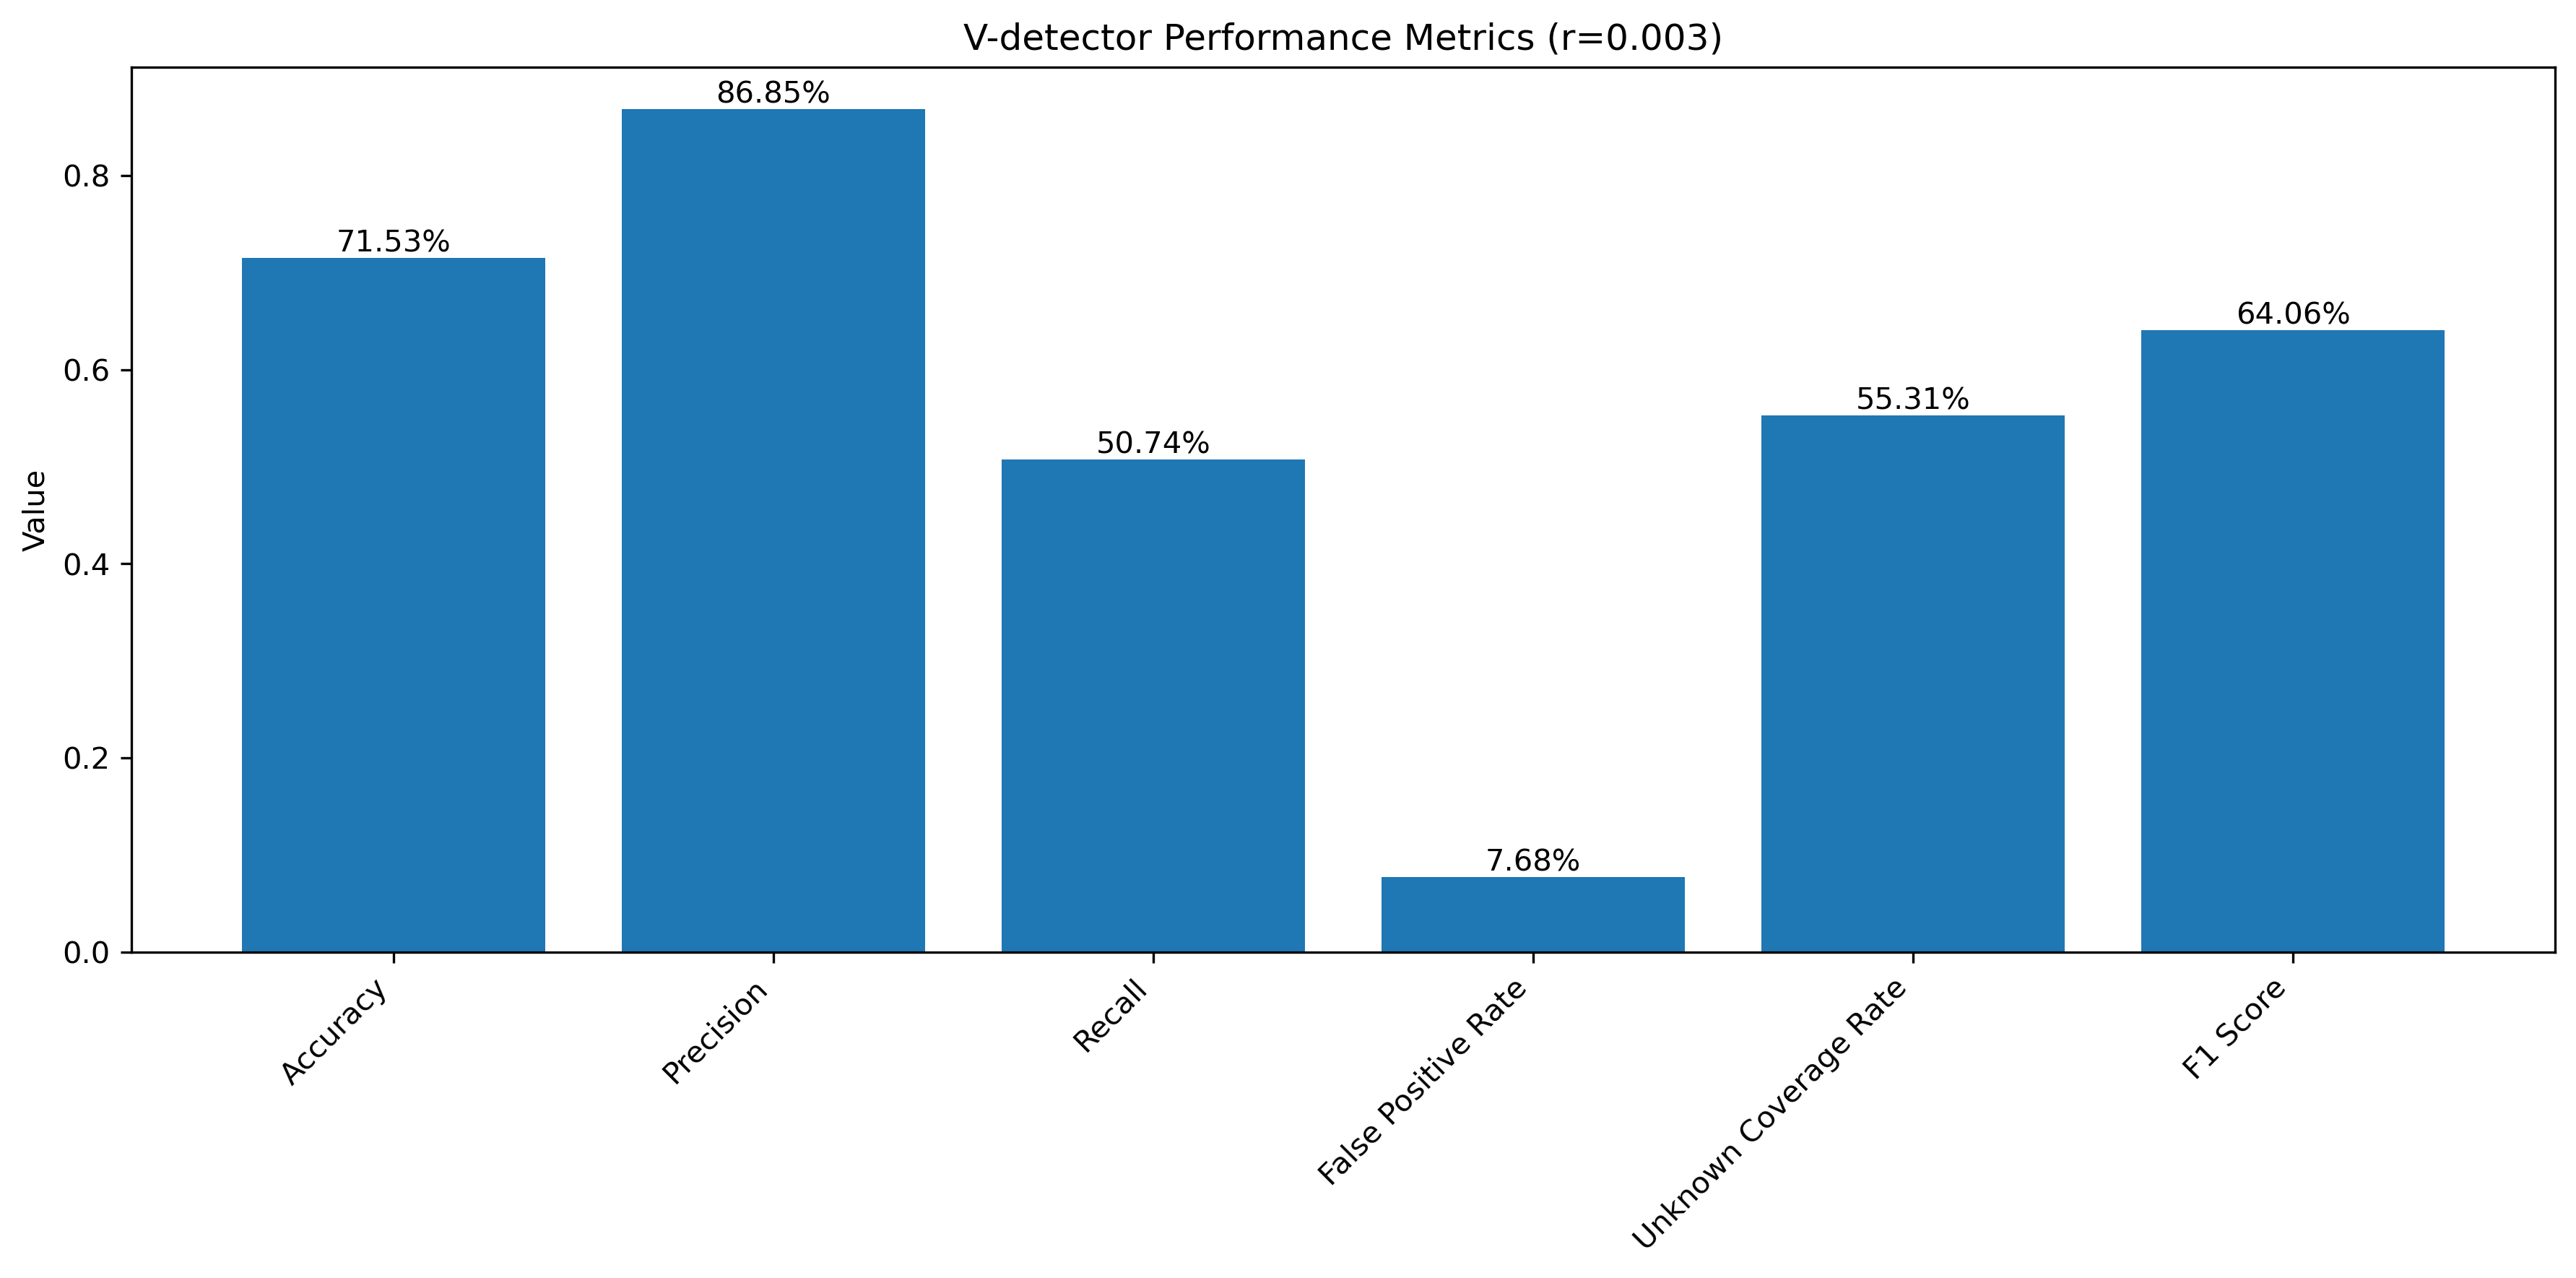 V-detector Performance Metrics (r=0.003)
86.85%
71.53%
64.06%
55.31%
50.74%
7.68%
Value
0.8
0.6
0.4
0.2
0.0
Accuracy
Precision
Recall
False Positive Rate
Unknown Coverage Rate
F1 Score